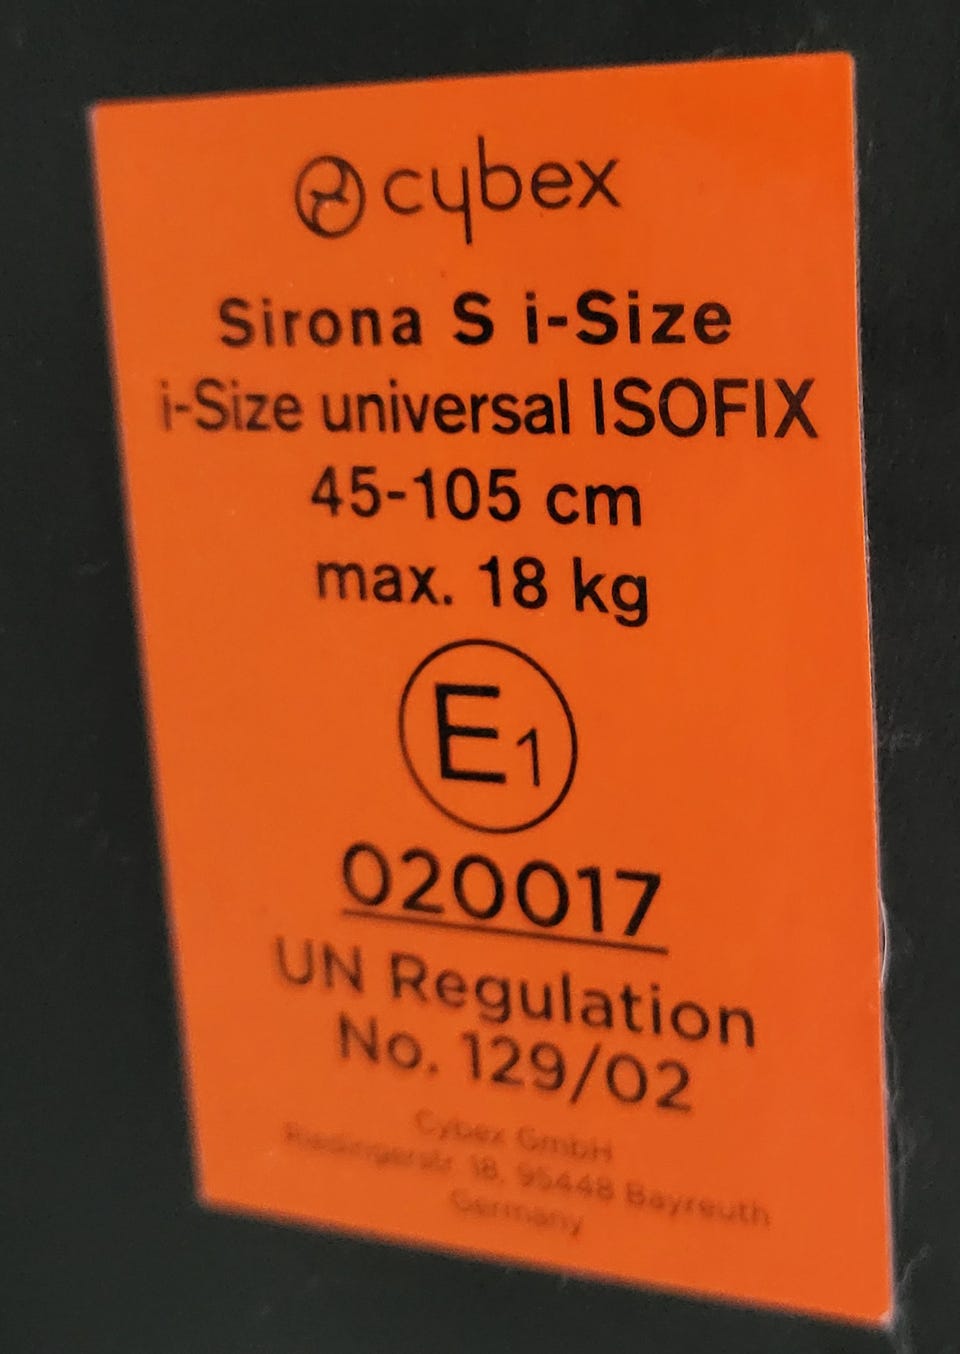 cybex
Sirona S i-Size
i-Size universal ISOFIX
45-105 cm
max. 18 kg
E1
020017
UN Regulation
No. 129/02
Cybex GmbH
Riedingerstr. 18, 95448 Bayreuth
Germany